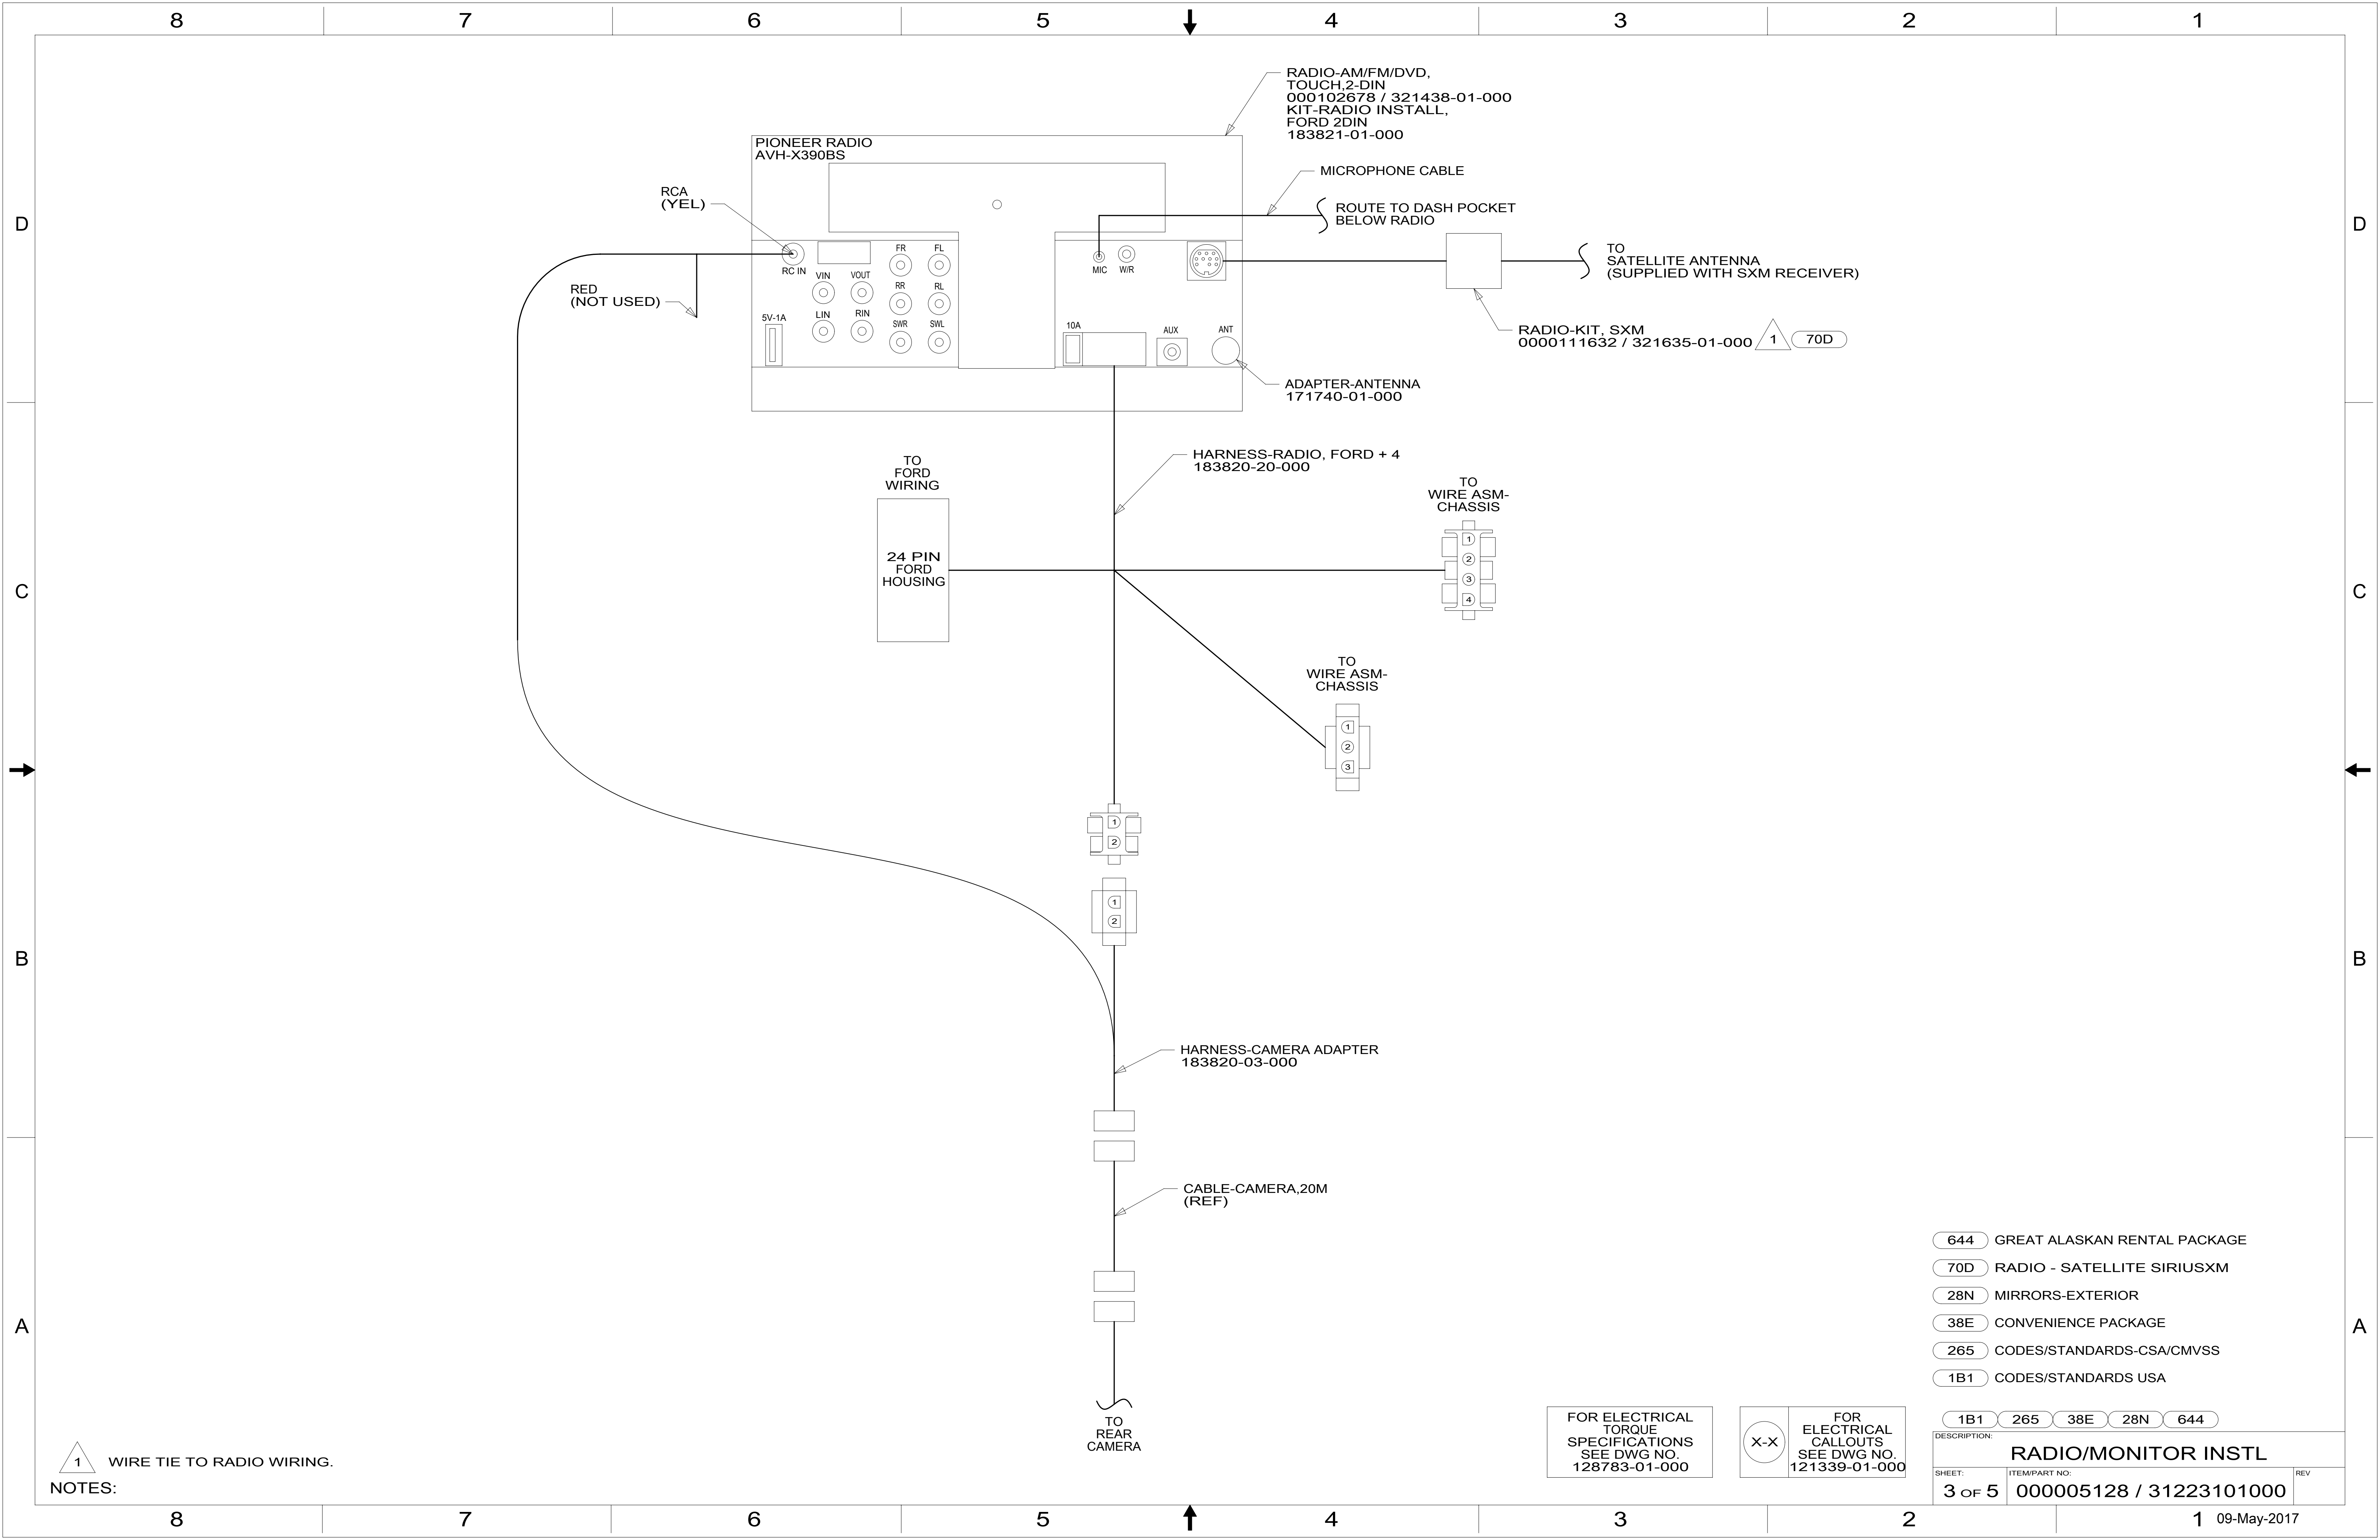 8 7 6 5 4 3 2 1
RADIO-AM/FM/DVD,
TOUCH,2-DIN
000102678 / 321438-01-000
KIT-RADIO INSTALL,
FORD 2DIN
183821-01-000
PIONEER RADIO
AVH-X390BS
MICROPHONE CABLE
RCA
(YEL)
ROUTE TO DASH POCKET
BELOW RADIO
D
D
TO
SATELLITE ANTENNA
(SUPPLIED WITH SXM RECEIVER)
RC IN
VIN
VOUT
FR
FL
MIC
W/R
RED
(NOT USED)
RR
RL
5V-1A
LIN
RIN
SWR
SWL
10A
AUX
ANT
RADIO-KIT, SXM
0000111632 / 321635-01-000
1
70D
ADAPTER-ANTENNA
171740-01-000
HARNESS-RADIO, FORD + 4
183820-20-000
TO
FORD
WIRING
TO
WIRE ASM-
CHASSIS
24 PIN
FORD
HOUSING
1
2
3
4
C
C
TO
WIRE ASM-
CHASSIS
1
2
3
1
2
1
2
B
B
HARNESS-CAMERA ADAPTER
183820-03-000
CABLE-CAMERA,20M
(REF)
A
A
644 GREAT ALASKAN RENTAL PACKAGE
70D RADIO - SATELLITE SIRIUSXM
28N MIRRORS-EXTERIOR
38E CONVENIENCE PACKAGE
265 CODES/STANDARDS-CSA/CMVSS
1B1 CODES/STANDARDS USA
TO
REAR
CAMERA
1 WIRE TIE TO RADIO WIRING.
NOTES:
FOR ELECTRICAL
TORQUE
SPECIFICATIONS
SEE DWG NO.
128783-01-000
X-X
FOR
ELECTRICAL
CALLOUTS
SEE DWG NO.
121339-01-000
1B1 265 38E 28N 644
DESCRIPTION:
RADIO/MONITOR INSTL
SHEET:
3 OF 5
ITEM/PART NO:
000005128 / 31223101000
REV
8 7 6 5 4 3 2 1
09-May-2017